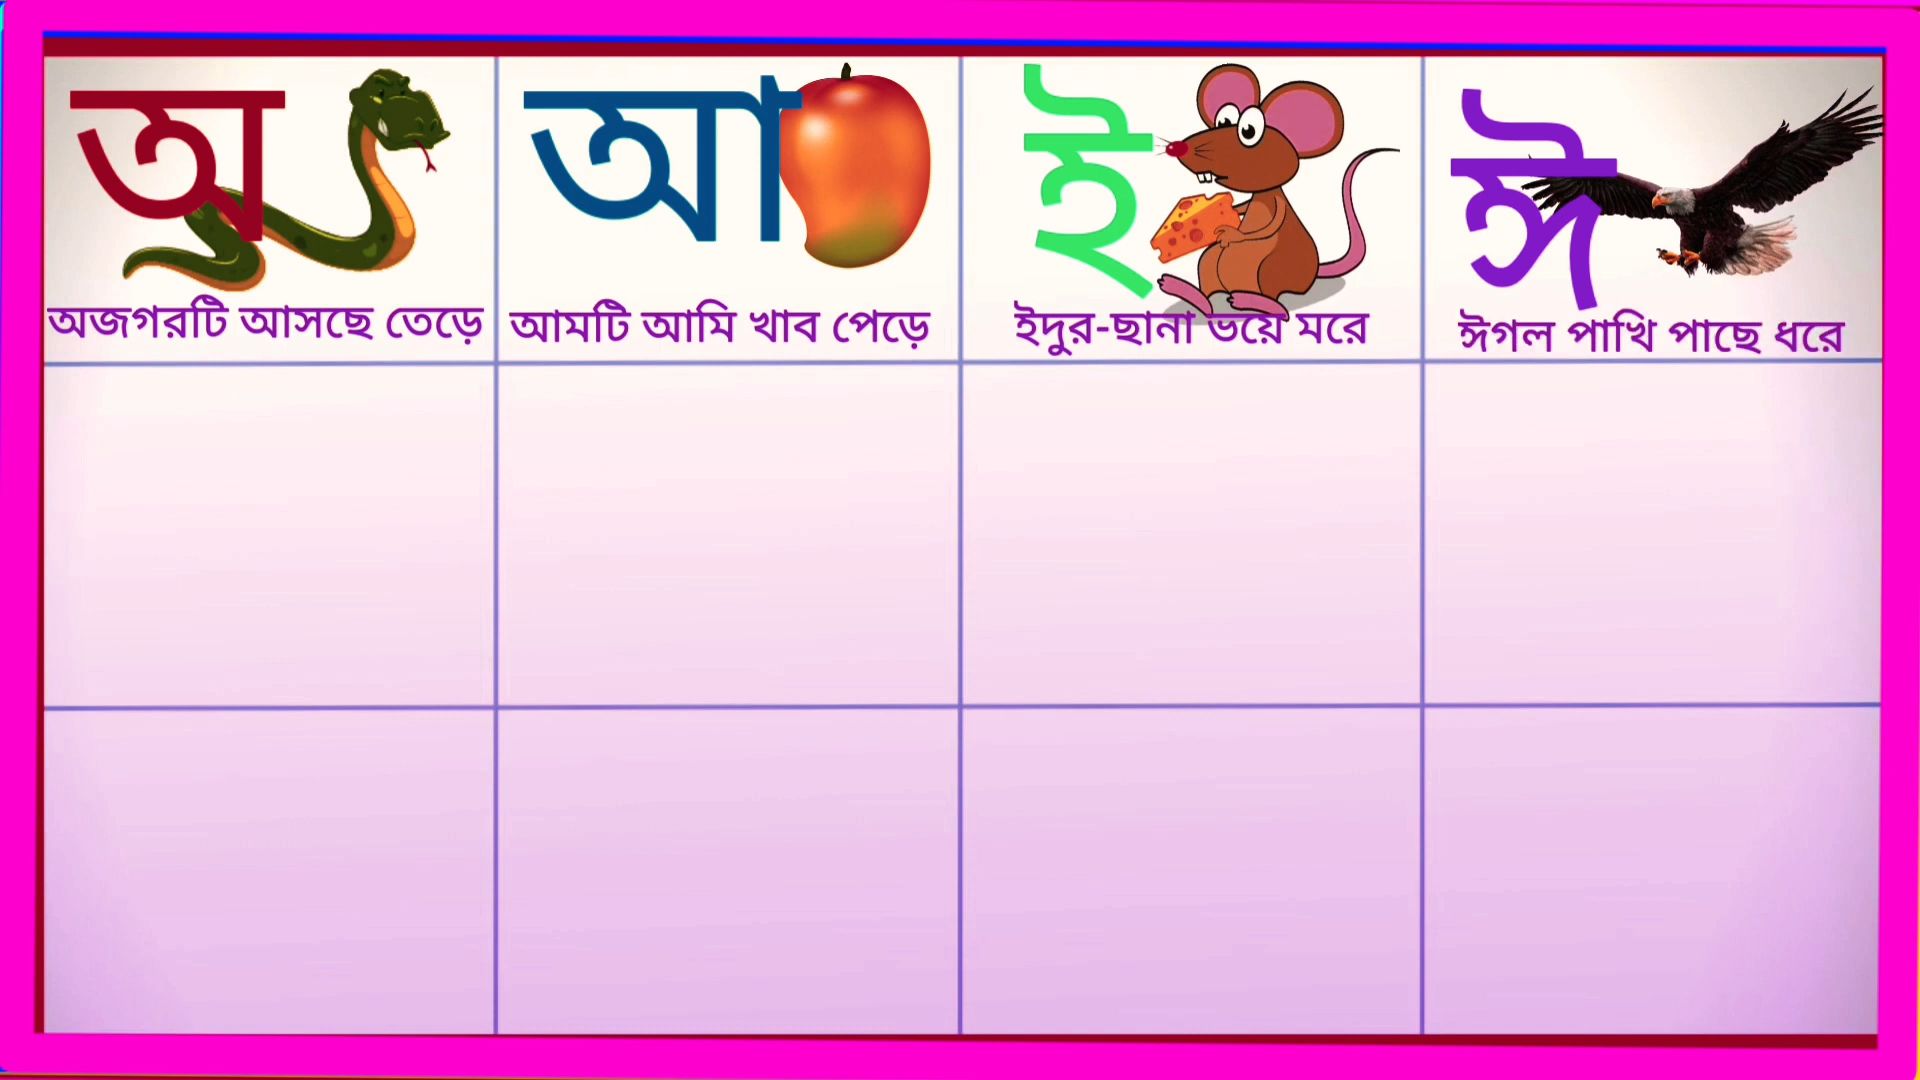 অ
আ
ই
ঈ
অজগরটি আসছে তেড়ে
আমটি আমি খাব পেড়ে
ইদুর-ছানা ভয়ে মরে
ঈগল পাখি পাছে ধরে